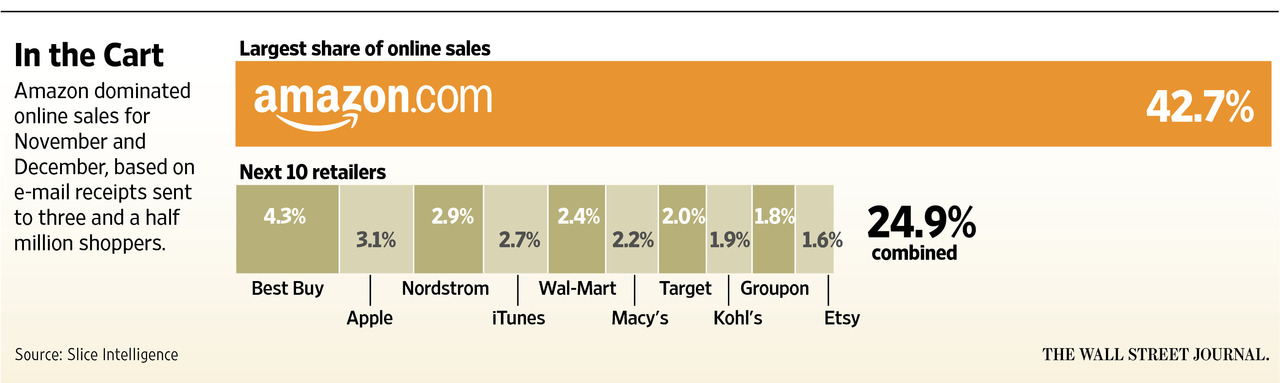 In the Cart
Amazon dominated
online sales for
November and
December, based on
e-mail receipts sent
to three and a half
million shoppers.
Largest share of online sales
amazon.com
42.7%
Next 10 retailers
4.3%
3.1%
2.9%
2.7%
2.4%
2.2%
2.0%
1.9%
1.8%
1.6%
24.9%
combined
Best Buy
Apple
Nordstrom
iTunes
Wal-Mart
Macy's
Target
Kohl's
Groupon
Etsy
Source: Slice Intelligence
THE WALL STREET JOURNAL.